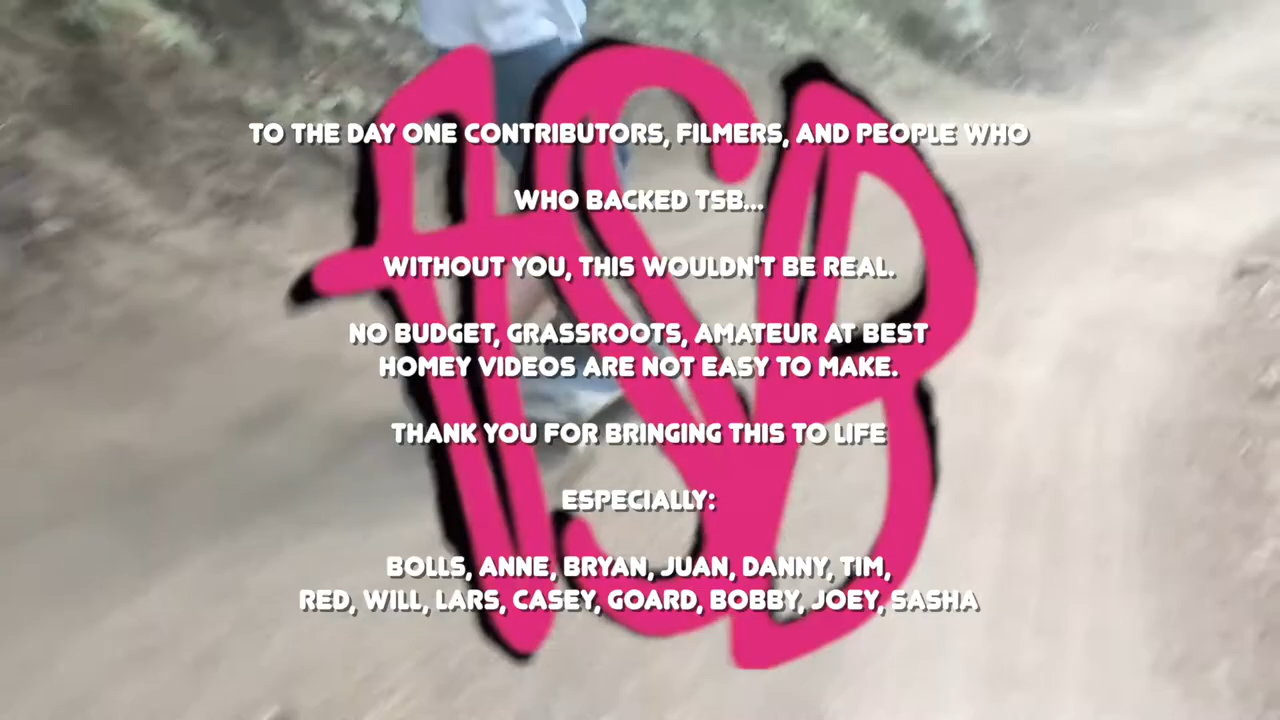 TSB
TO THE DAY ONE CONTRIBUTORS, FILMERS, AND PEOPLE WHO
WHO BACKED TSB...
WITHOUT YOU, THIS WOULDN'T BE REAL.
NO BUDGET, GRASSROOTS, AMATEUR AT BEST
HOMEY VIDEOS ARE NOT EASY TO MAKE.
THANK YOU FOR BRINGING THIS TO LIFE
ESPECIALLY:
BOLLS, ANNE, BRYAN, JUAN, DANNY, TIM,
RED, WILL, LARS, CASEY, GOARD, BOBBY, JOEY, SASHA